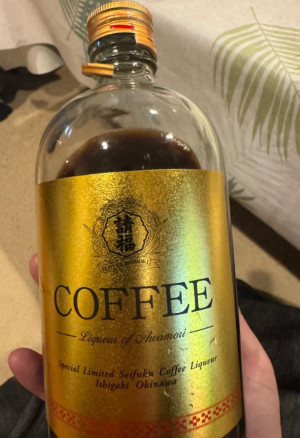 請福
COFFEE
Liqueur of Awamori
Special Limited Seifuku Coffee Liqueur
Ishigaki Okinawa